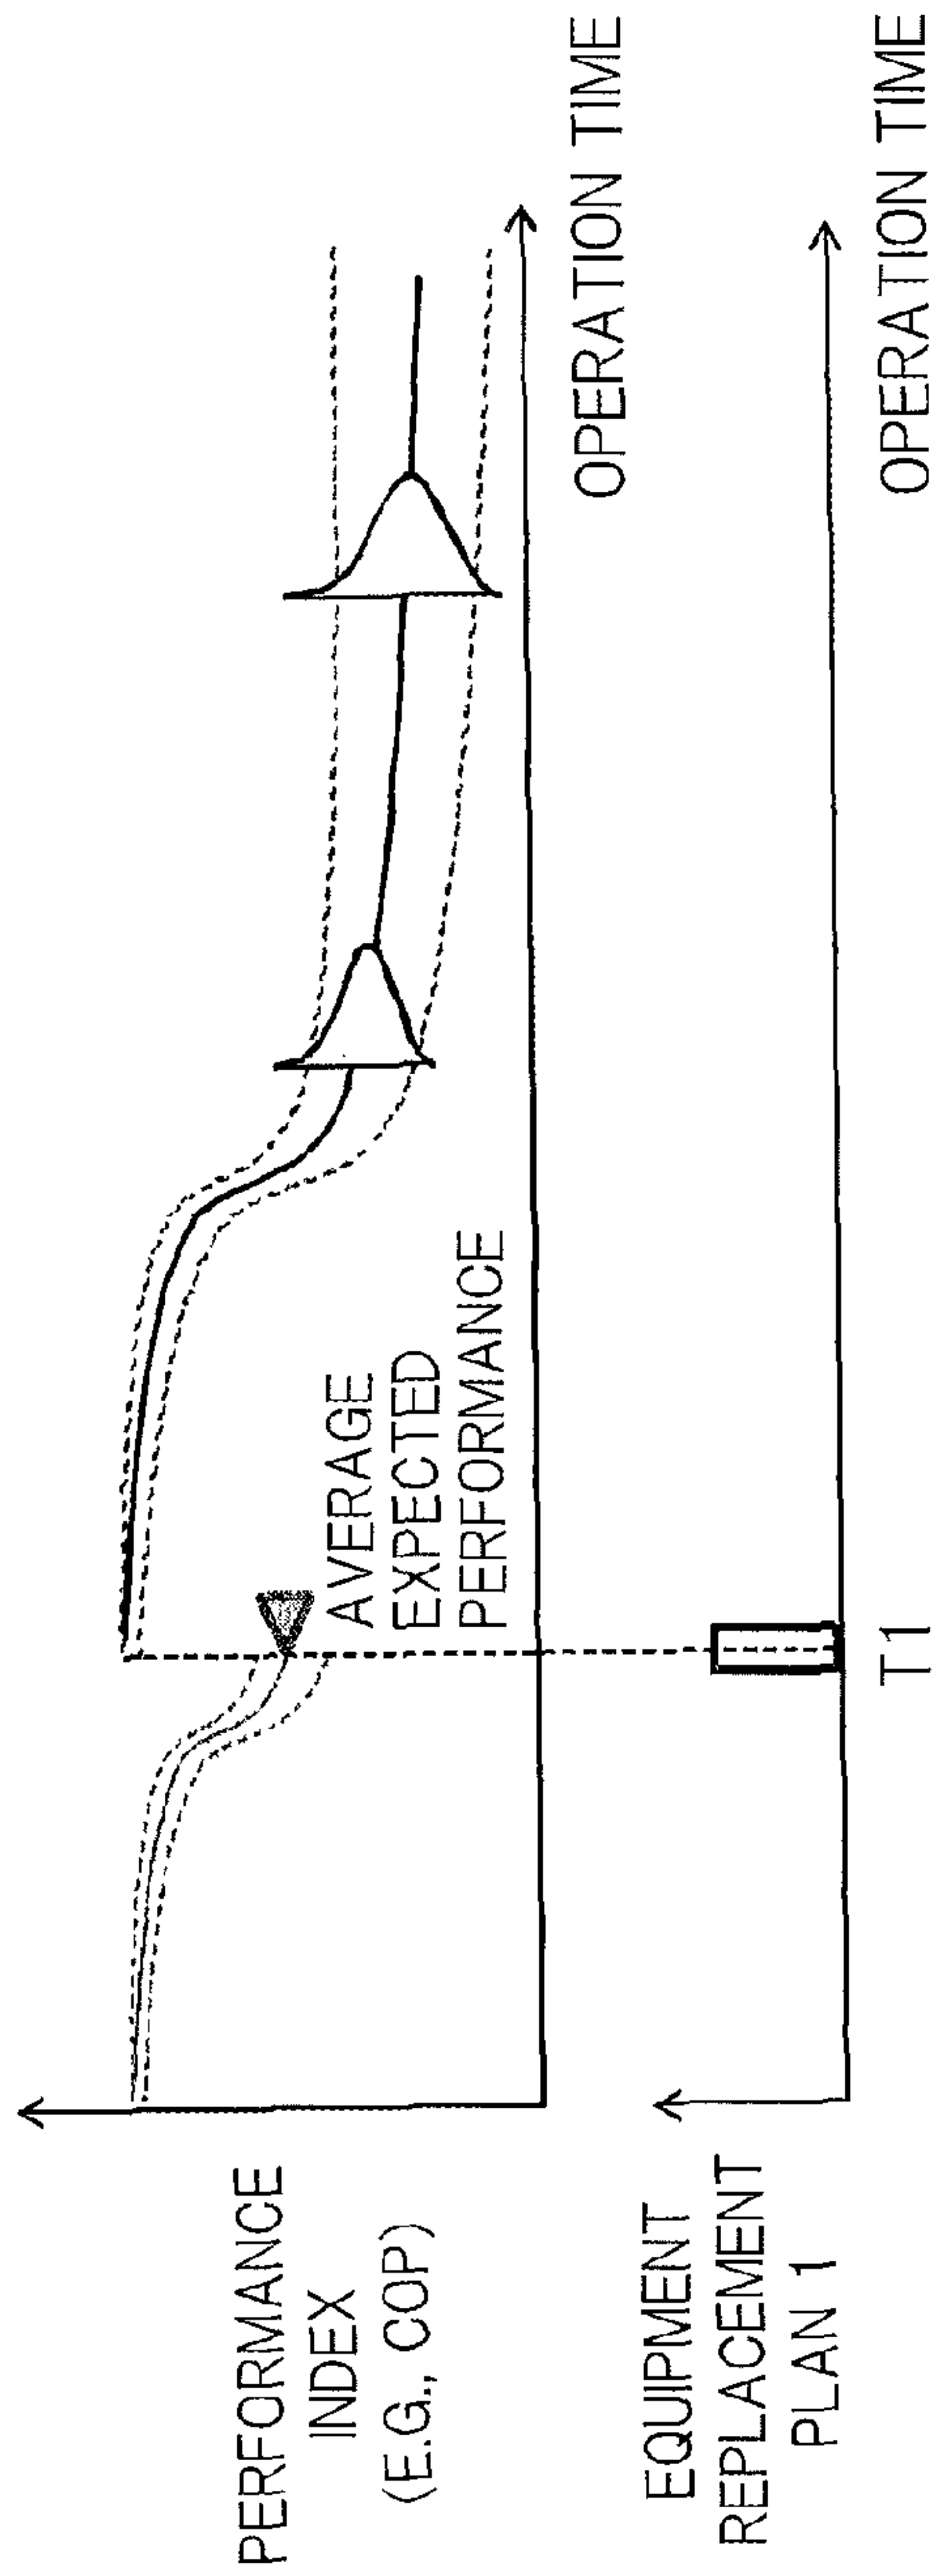 PERFORMANCE
INDEX
(E.G., COP)
AVERAGE
EXPECTED
PERFORMANCE
OPERATION TIME
EQUIPMENT
REPLACEMENT
PLAN 1
T1
OPERATION TIME